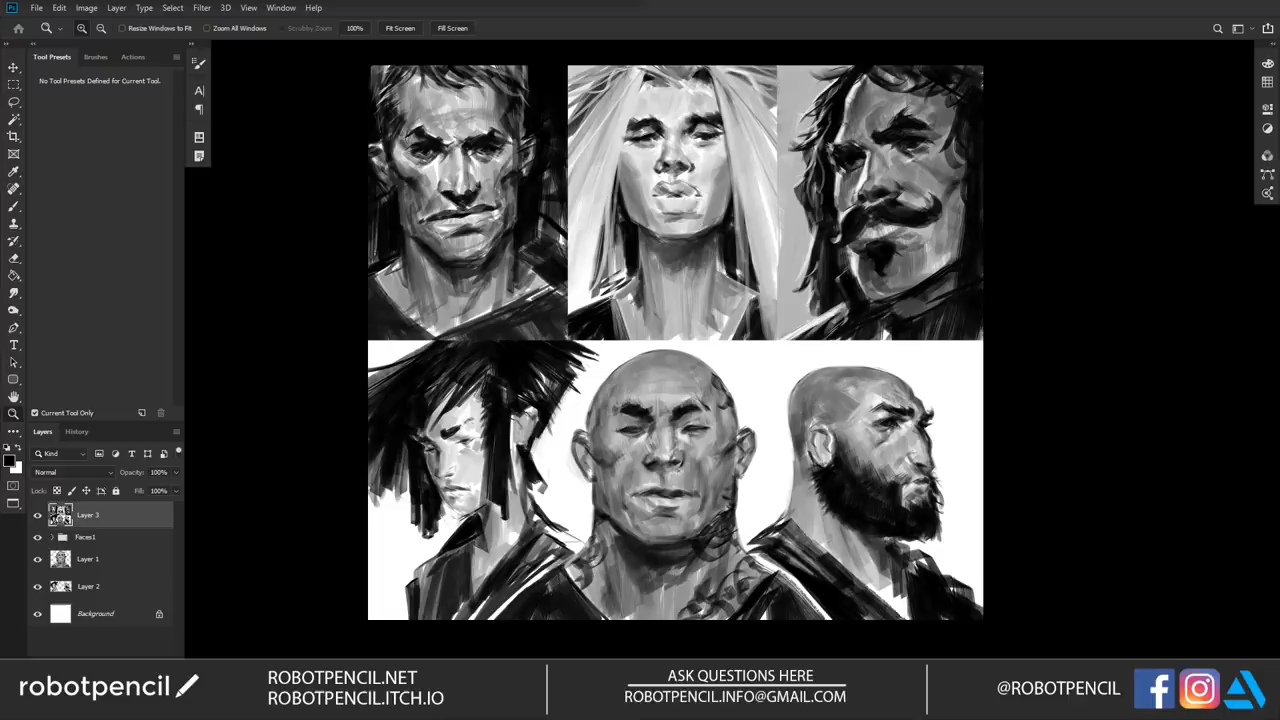 Ps File Edit Image Layer Type Select Filter 3D View Window Help
Resize Windows to Fit Zoom All Windows Scrubby Zoom 100% Fit Screen Fill Screen
Tool Presets Brushes Actions
No Tool Presets Defined for Current Tool.
Current Tool Only
Layers History
Kind
Normal Opacity: 100%
Lock: Fill: 100%
Layer 3
Faces1
Layer 1
Layer 2
Background
robotpencil
ROBOTPENCIL.NET
ROBOTPENCIL.ITCH.IO
ASK QUESTIONS HERE
ROBOTPENCIL.INFO@GMAIL.COM
@ROBOTPENCIL